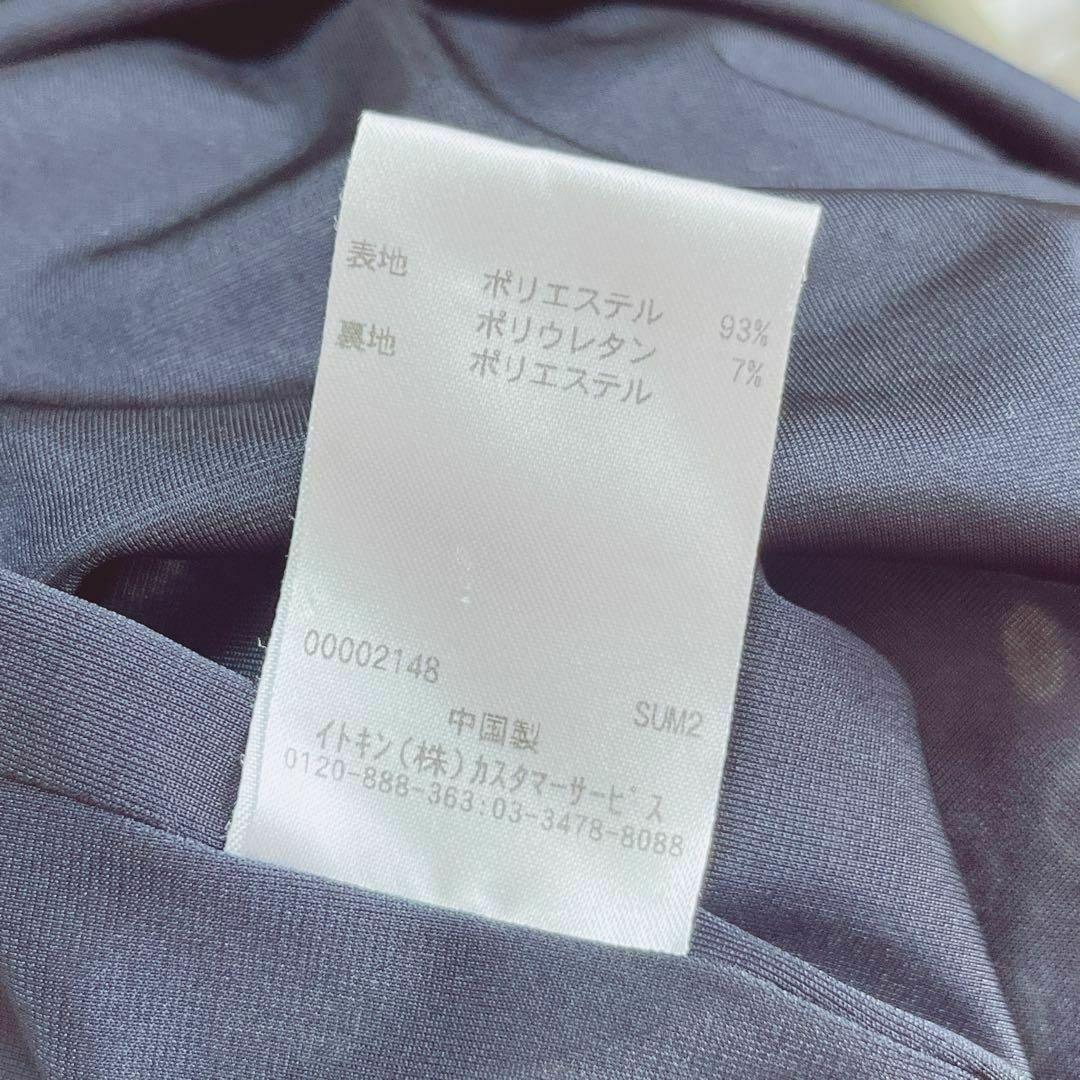 表地 ポリエステル 93%
ポリウレタン 7%
裏地 ポリエステル
00002148
SUM2
中国製
イトキン(株)カスタマーサービス
0120-888-363:03-3478-8088